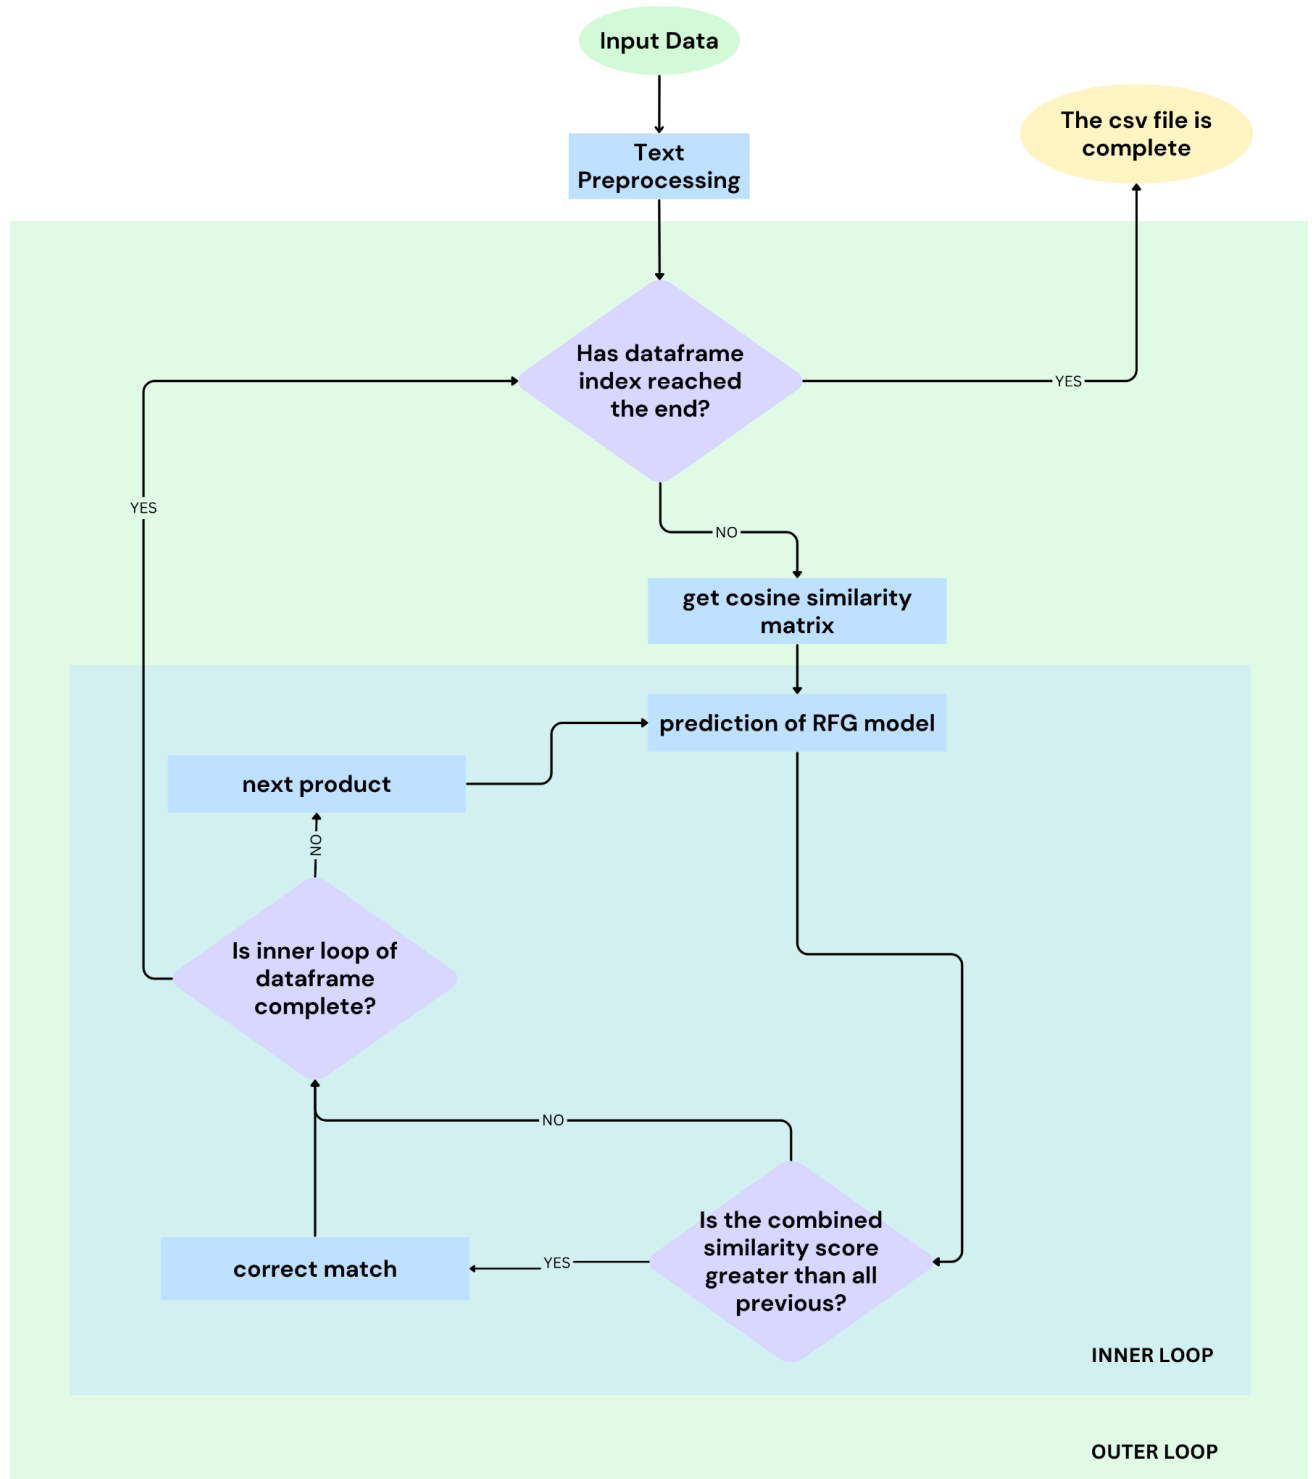 Input Data
The csv file is
complete
Text
Preprocessing
Has dataframe
index reached
the end?
YES
YES
NO
get cosine similarity
matrix
prediction of RFG model
next product
NO
Is inner loop of
dataframe
complete?
NO
Is the combined
similarity score
greater than all
previous?
YES
correct match
INNER LOOP
OUTER LOOP